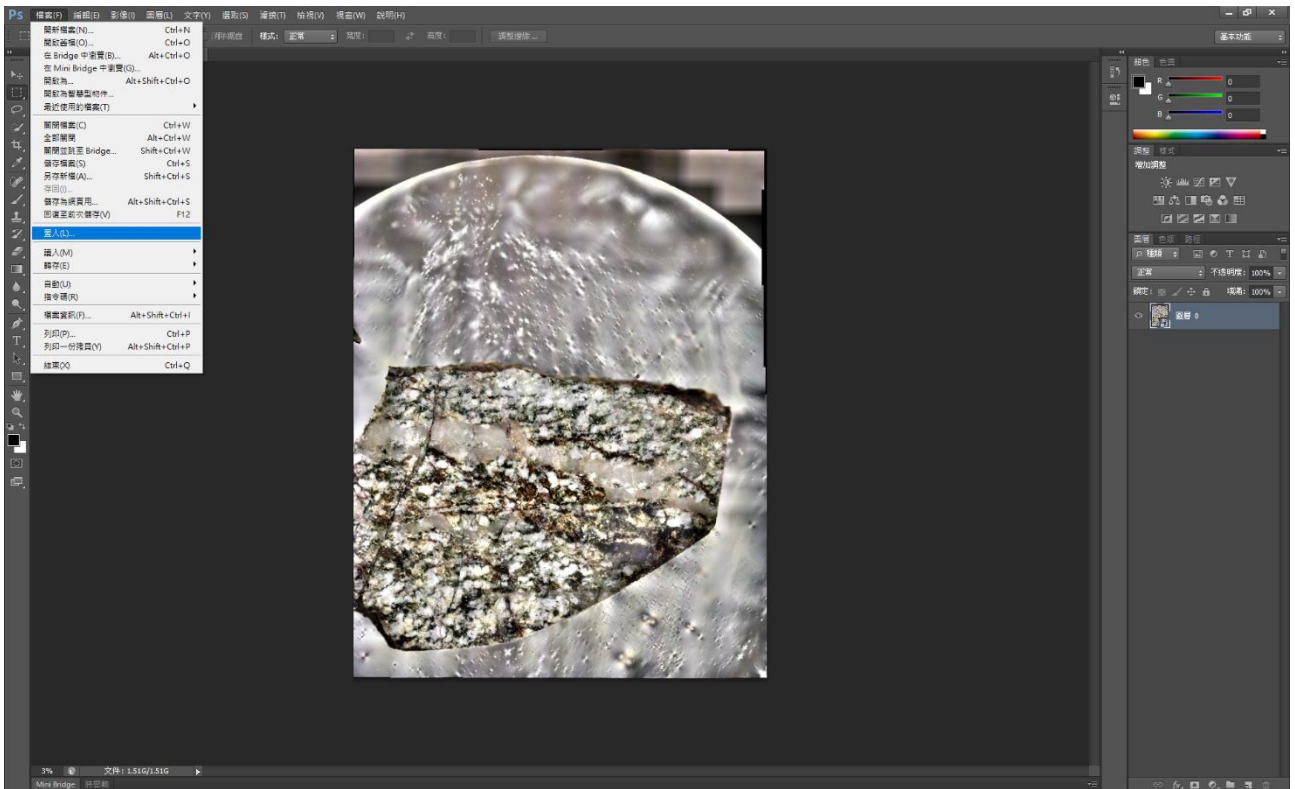 Ps 檔案(F) 編輯(E) 影像(I) 圖層(L) 文字(Y) 選取(S) 濾鏡(T) 檢視(V) 視窗(W) 說明(H)
樣式: 正常 寬度: 高度: 調整邊緣 ... 基本功能
開新檔案(N)... Ctrl+N
開啟舊檔(O)... Ctrl+O
在 Bridge 中瀏覽(B)... Alt+Ctrl+O
在 Mini Bridge 中瀏覽(G)...
開啟為... Alt+Shift+Ctrl+O
開啟為智慧型物件...
最近使用的檔案(T)
關閉檔案(C) Ctrl+W
全部關閉 Alt+Ctrl+W
關閉並跳至 Bridge... Shift+Ctrl+W
儲存檔案(S) Ctrl+S
另存新檔(A)... Shift+Ctrl+S
存回(I)...
儲存為網頁用... Alt+Shift+Ctrl+S
回復至前次儲存(V) F12
置入(L)...
讀入(M)
轉存(E)
自動(U)
指令碼(R)
檔案資訊(F)... Alt+Shift+Ctrl+I
列印(P)... Ctrl+P
列印一份拷貝(Y) Alt+Shift+Ctrl+P
結束(X) Ctrl+Q
顏色 色票
R 0
G 0
B 0
調整 樣式
增加調整
圖層 色版 路徑
種類
正常 不透明度: 100%
鎖定: 填滿: 100%
圖層 0
3% 文件: 1.51G/1.51G
Mini Bridge 時間軸